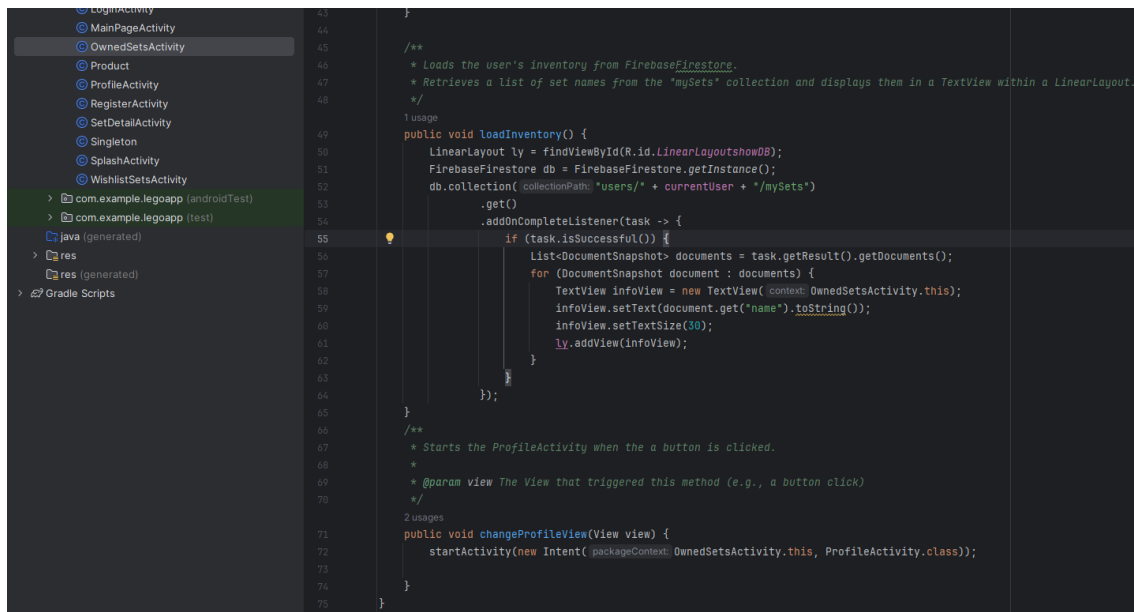 LoginActivity
MainPageActivity
OwnedSetsActivity
Product
ProfileActivity
RegisterActivity
SetDetailActivity
Singleton
SplashActivity
WishlistSetsActivity
com.example.legoapp (androidTest)
com.example.legoapp (test)
java (generated)
res
res (generated)
Gradle Scripts
43 }
44
45 /**
46 * Loads the user's inventory from FirebaseFirestore.
47 * Retrieves a list of set names from the "mySets" collection and displays them in a TextView within a LinearLayout.
48 */
1 usage
49 public void loadInventory() {
50 LinearLayout ly = findViewById(R.id.LinearLayoutshowDB);
51 FirebaseFirestore db = FirebaseFirestore.getInstance();
52 db.collection( collectionPath: "users/" + currentUser + "/mySets")
53 .get()
54 .addOnCompleteListener(task -> {
55 if (task.isSuccessful()) {
56 List<DocumentSnapshot> documents = task.getResult().getDocuments();
57 for (DocumentSnapshot document : documents) {
58 TextView infoView = new TextView( context: OwnedSetsActivity.this);
59 infoView.setText(document.get("name").toString());
60 infoView.setTextSize(30);
61 ly.addView(infoView);
62 }
63 }
64 });
65 }
66 /**
67 * Starts the ProfileActivity when the a button is clicked.
68 *
69 * @param view The View that triggered this method (e.g., a button click)
70 */
2 usages
71 public void changeProfileView(View view) {
72 startActivity(new Intent( packageContext: OwnedSetsActivity.this, ProfileActivity.class));
73
74 }
75 }